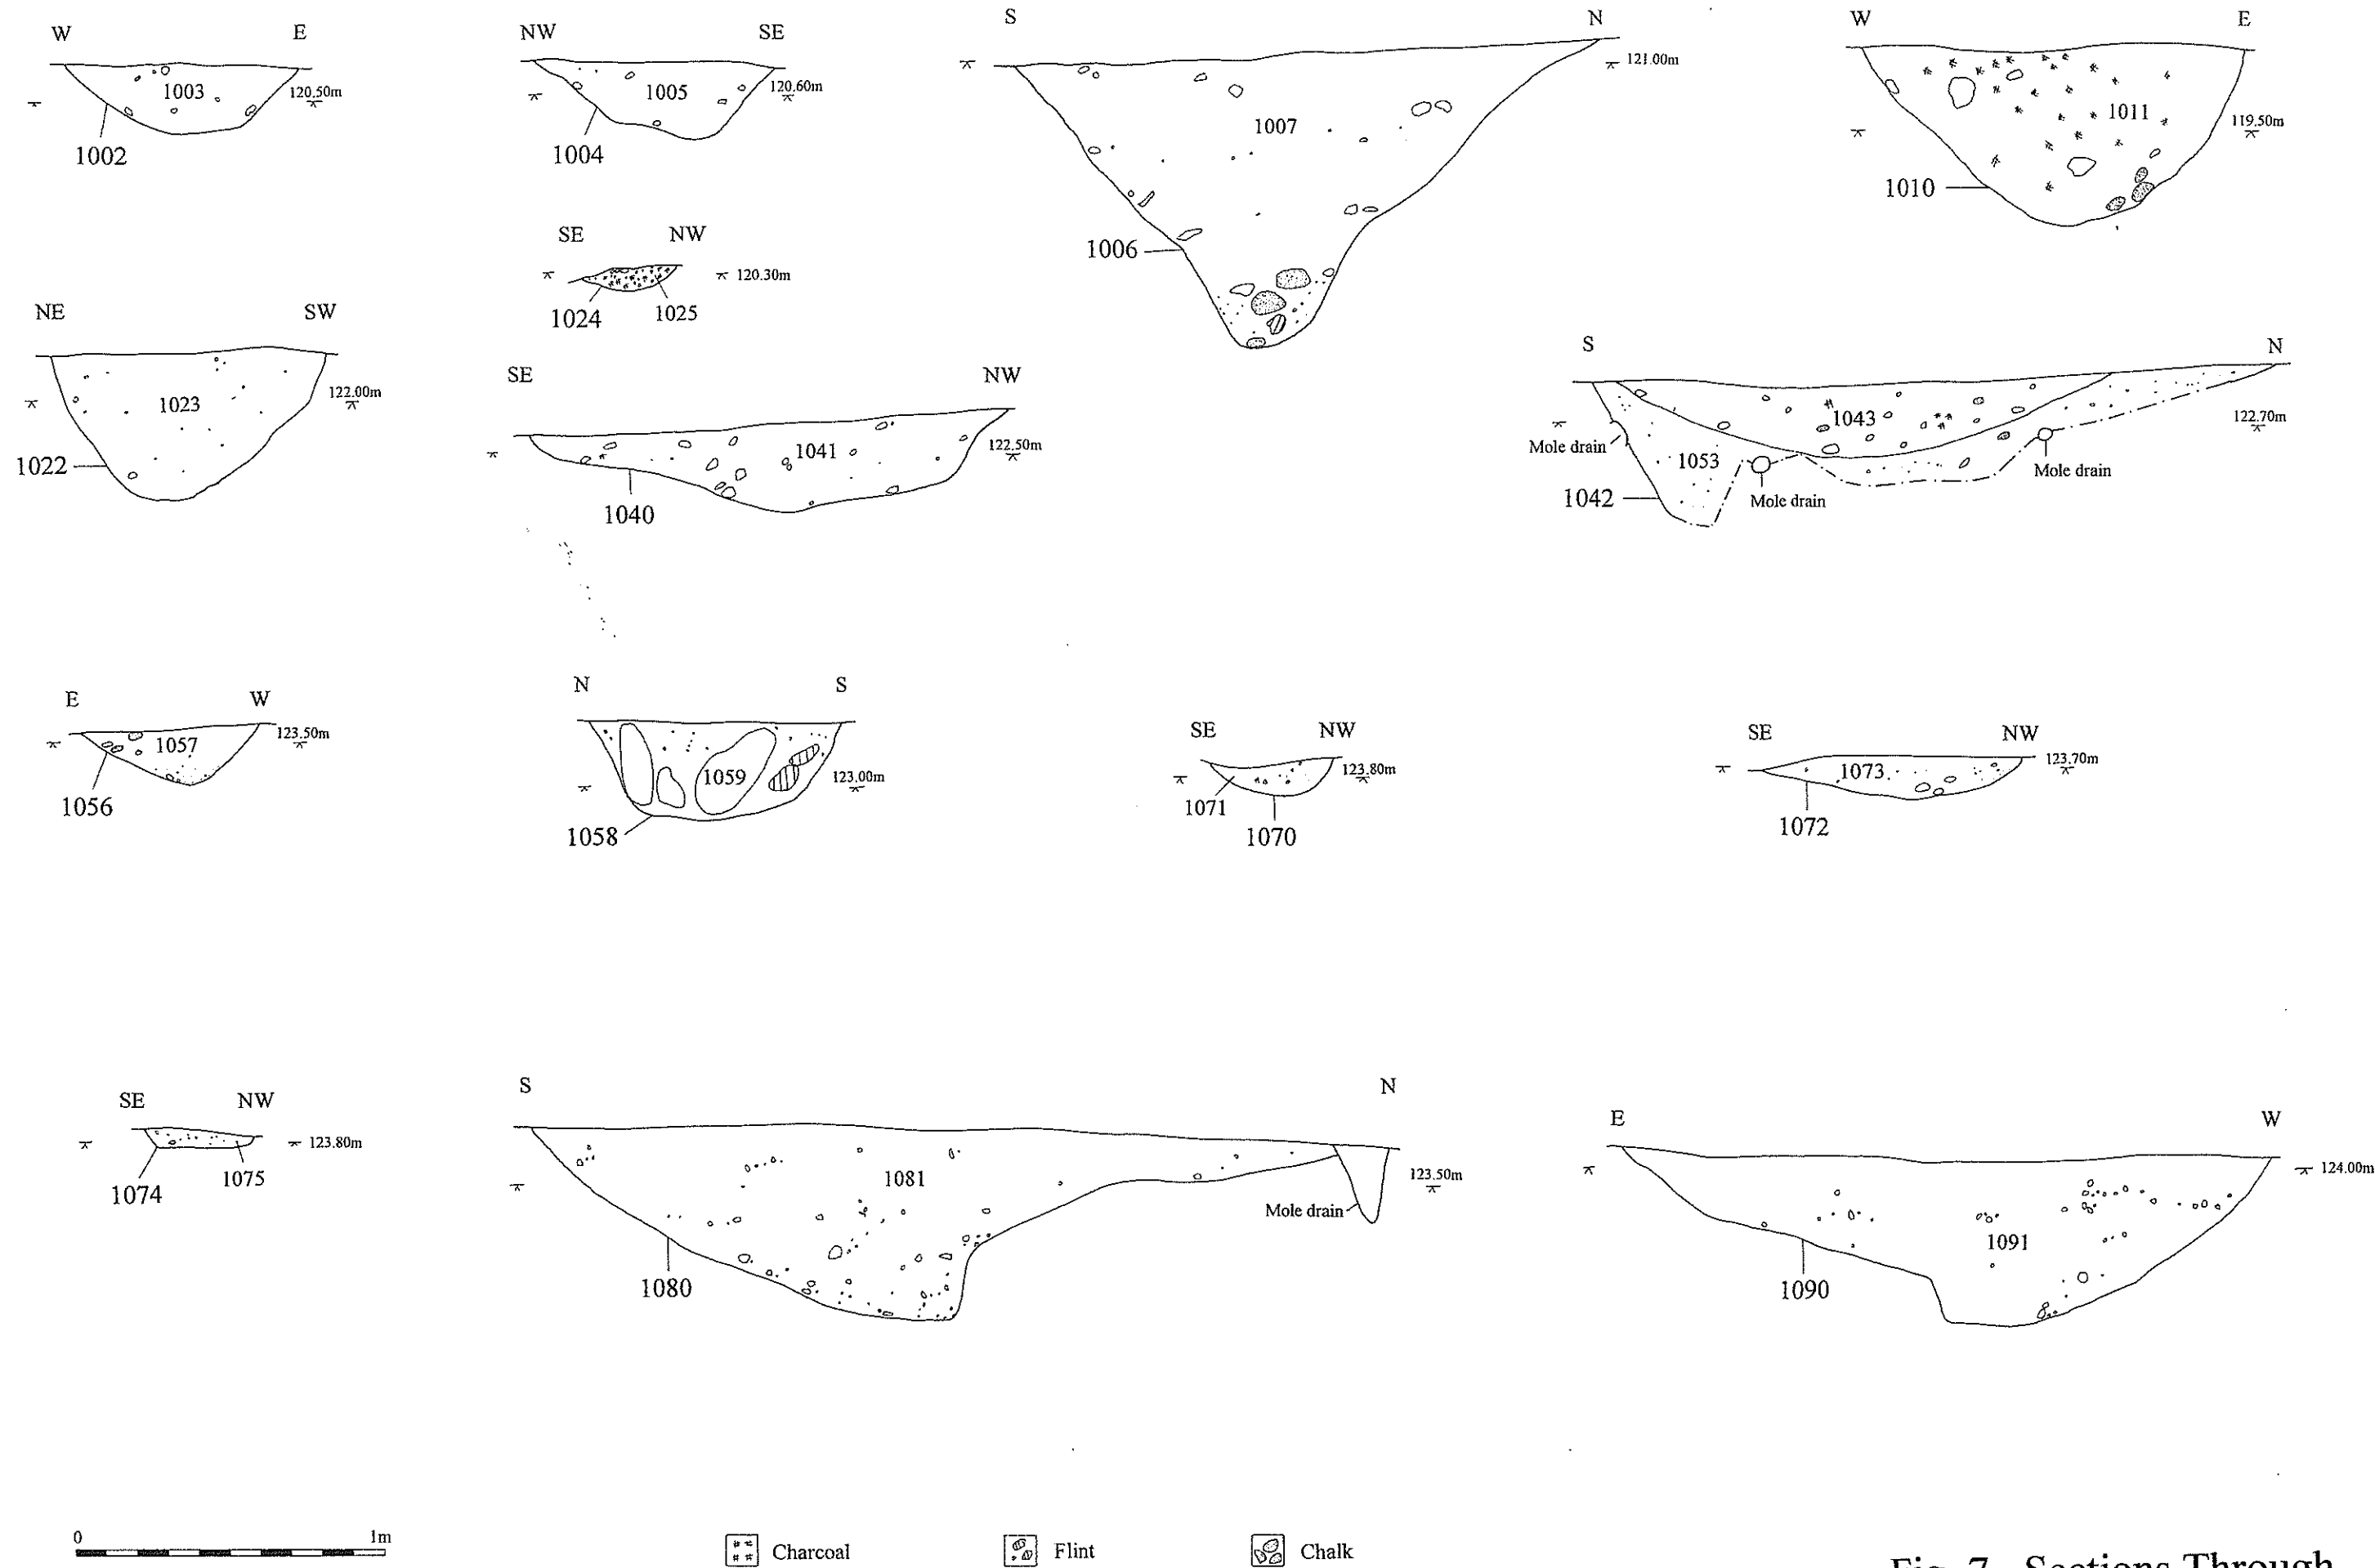 W E
1003
120.50m
1002
NW SE
1005
120.60m
1004
S N
121.00m
1007
1006
W E
1011
119.50m
1010
SE NW
120.30m
1024 1025
NE SW
1023
122.00m
1022
SE NW
1041
122.50m
1040
S N
1043
122.70m
Mole drain
1053
Mole drain
1042
Mole drain
E W
123.50m
1057
1056
N S
1059
123.00m
1058
SE NW
123.80m
1071
1070
SE NW
123.70m
1073
1072
SE NW
123.80m
1074 1075
S N
1081
123.50m
Mole drain
1080
E W
124.00m
1091
1090
0 1m
Charcoal Flint Chalk
Fig. 7 Sections Through